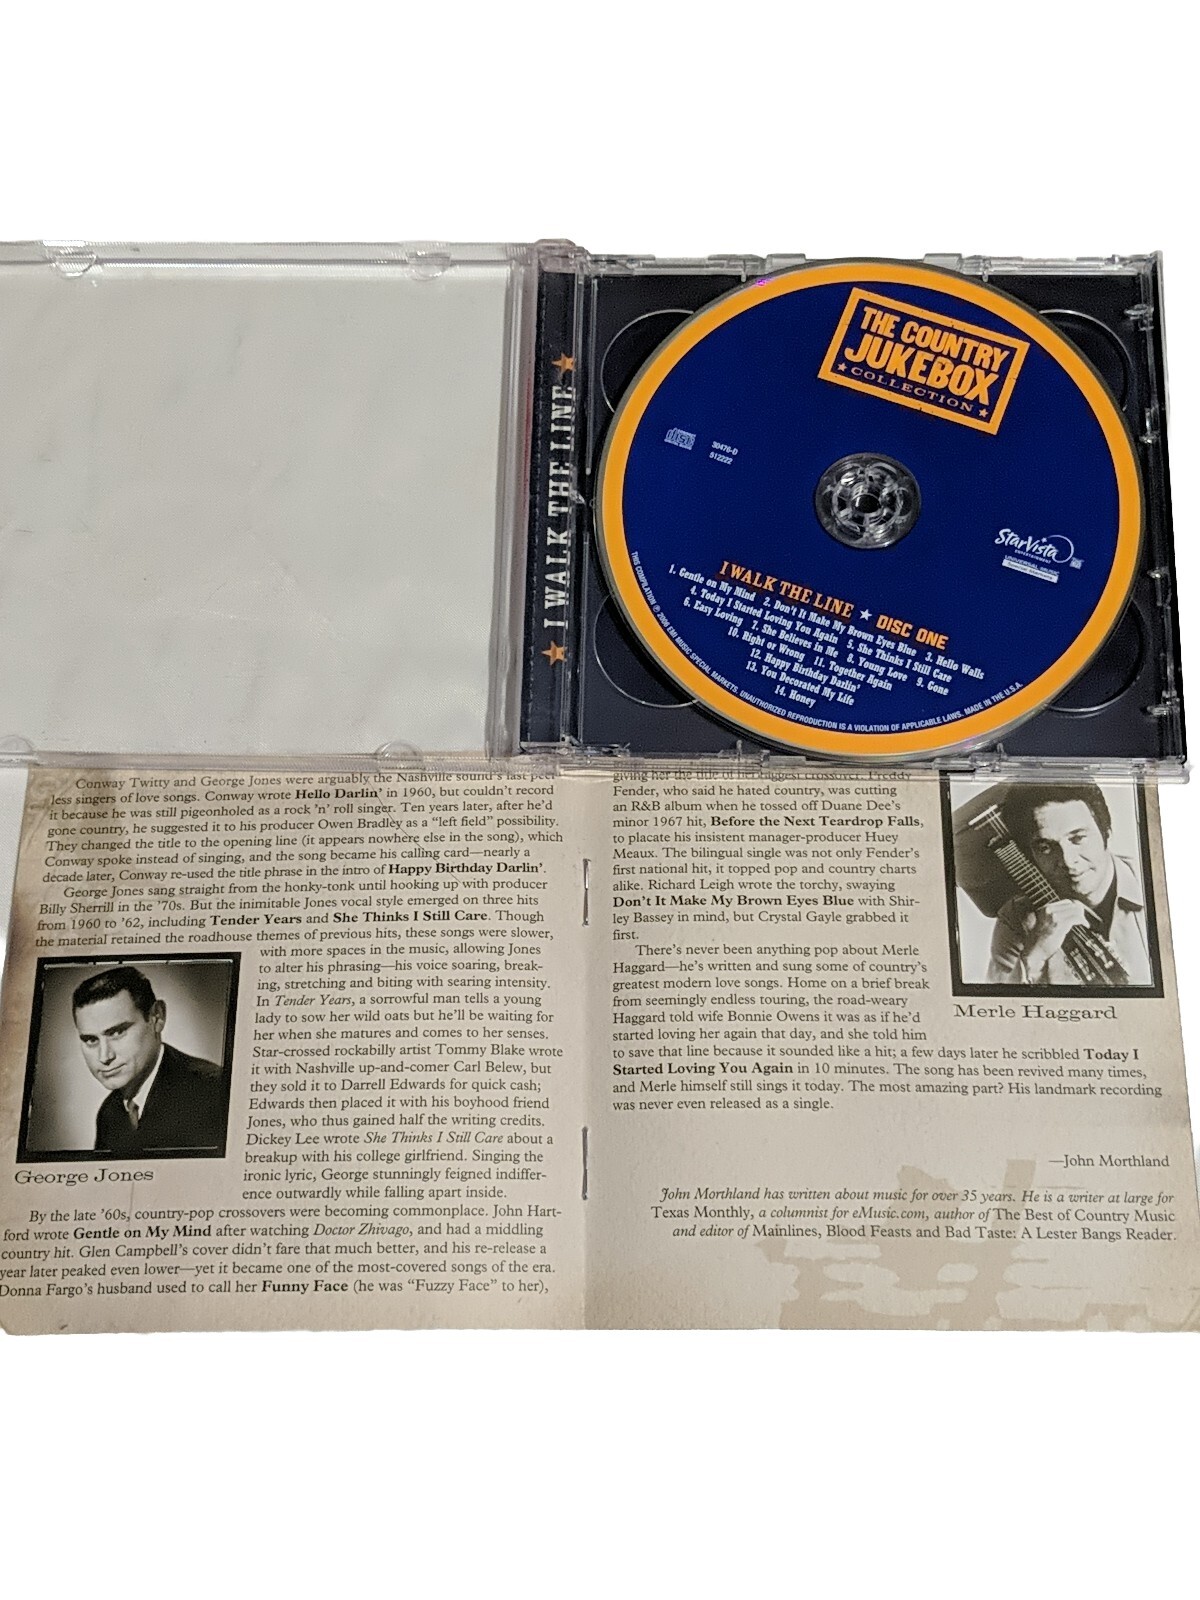 I WALK THE LINE
THE COUNTRY
JUKEBOX
COLLECTION
disc
30476-D
512222
StarVista
ENTERTAINMENT
UNIVERSAL MUSIC
I WALK THE LINE ★ DISC ONE
1. Gentle on My Mind 2. Don't It Make My Brown Eyes Blue 3. Hello Walls
4. Today I Started Loving You Again 5. She Thinks I Still Care
6. Easy Loving 7. She Believes in Me 8. Young Love 9. Gone
10. Right or Wrong 11. Together Again
12. Happy Birthday Darlin'
13. You Decorated My Life
14. Honey
THIS COMPILATION ℗ 2006 EMI MUSIC SPECIAL MARKETS. UNAUTHORIZED REPRODUCTION IS A VIOLATION OF APPLICABLE LAWS. MADE IN THE U.S.A.
Conway Twitty and George Jones were arguably the Nashville sound's last peer-
less singers of love songs. Conway wrote Hello Darlin' in 1960, but couldn't record
it because he was still pigeonholed as a rock 'n' roll singer. Ten years later, after he'd
gone country, he suggested it to his producer Owen Bradley as a "left field" possibility.
They changed the title to the opening line (it appears nowhere else in the song), which
Conway spoke instead of singing, and the song became his calling card—nearly a
decade later, Conway re-used the title phrase in the intro of Happy Birthday Darlin'.
George Jones sang straight from the honky-tonk until hooking up with producer
Billy Sherrill in the '70s. But the inimitable Jones vocal style emerged on three hits
from 1960 to '62, including Tender Years and She Thinks I Still Care. Though
the material retained the roadhouse themes of previous hits, these songs were slower,
with more spaces in the music, allowing Jones
to alter his phrasing—his voice soaring, break-
ing, stretching and biting with searing intensity.
In Tender Years, a sorrowful man tells a young
lady to sow her wild oats but he'll be waiting for
her when she matures and comes to her senses.
Star-crossed rockabilly artist Tommy Blake wrote
it with Nashville up-and-comer Carl Belew, but
they sold it to Darrell Edwards for quick cash;
Edwards then placed it with his boyhood friend
Jones, who thus gained half the writing credits.
Dickey Lee wrote She Thinks I Still Care about a
breakup with his college girlfriend. Singing the
ironic lyric, George stunningly feigned indiffer-
ence outwardly while falling apart inside.
George Jones
By the late '60s, country-pop crossovers were becoming commonplace. John Hart-
ford wrote Gentle on My Mind after watching Doctor Zhivago, and had a middling
country hit. Glen Campbell's cover didn't fare that much better, and his re-release a
year later peaked even lower—yet it became one of the most-covered songs of the era.
Donna Fargo's husband used to call her Funny Face (he was "Fuzzy Face" to her),
giving her the title of her biggest crossover. Freddy
Fender, who said he hated country, was cutting
an R&B album when he tossed off Duane Dee's
minor 1967 hit, Before the Next Teardrop Falls,
to placate his insistent manager-producer Huey
Meaux. The bilingual single was not only Fender's
first national hit, it topped pop and country charts
alike. Richard Leigh wrote the torchy, swaying
Don't It Make My Brown Eyes Blue with Shir-
ley Bassey in mind, but Crystal Gayle grabbed it
first.
There's never been anything pop about Merle
Haggard—he's written and sung some of country's
greatest modern love songs. Home on a brief break
from seemingly endless touring, the road-weary
Haggard told wife Bonnie Owens it was as if he'd
started loving her again that day, and she told him
to save that line because it sounded like a hit; a few days later he scribbled Today I
Started Loving You Again in 10 minutes. The song has been revived many times,
and Merle himself still sings it today. The most amazing part? His landmark recording
was never even released as a single.
Merle Haggard
—John Morthland
John Morthland has written about music for over 35 years. He is a writer at large for
Texas Monthly, a columnist for eMusic.com, author of The Best of Country Music
and editor of Mainlines, Blood Feasts and Bad Taste: A Lester Bangs Reader.